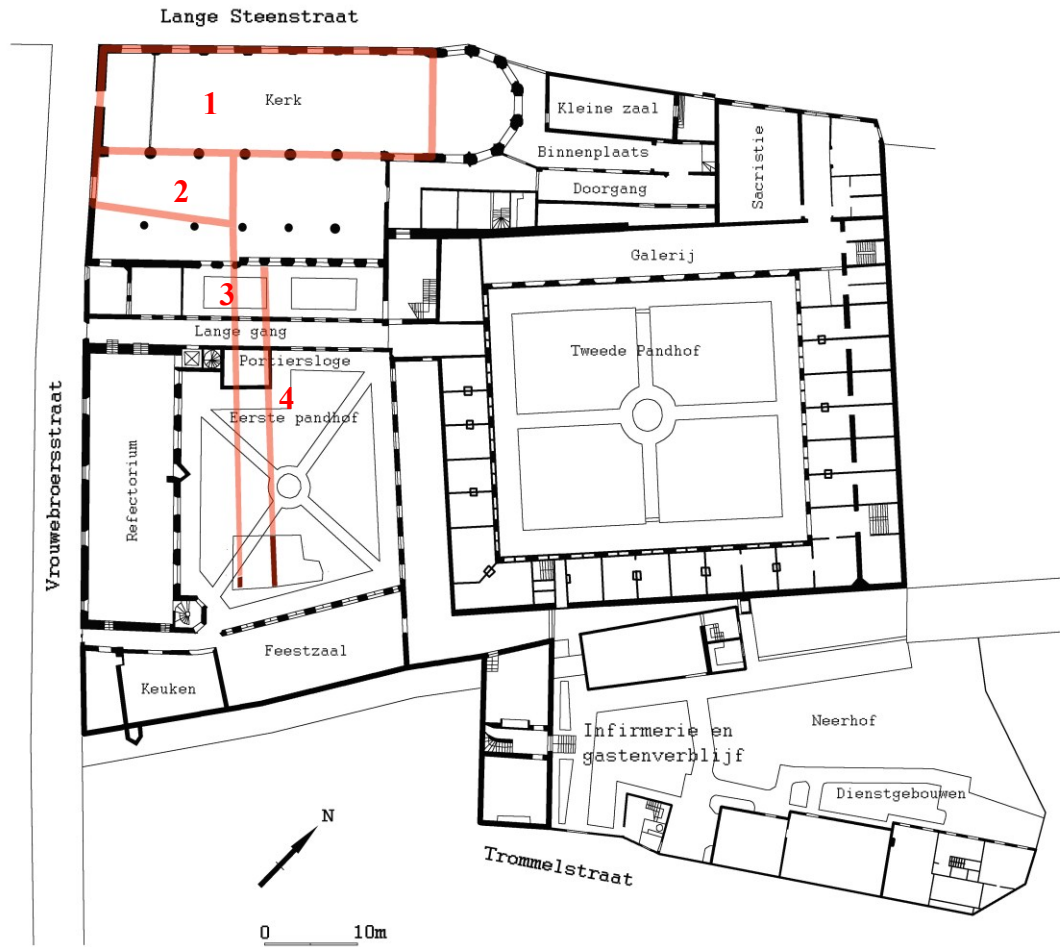 Lange Steenstraat
1
Kerk
Kleine zaal
Binnenplaats
Sacristie
2
Doorgang
Galerij
3
Lange gang
Portiersloge
Tweede Pandhof
4
Eerste pandhof
Vrouwebroersstraat
Refectorium
Feestzaal
Keuken
Neerhof
Infirmerie en
gastenverblijf
Dienstgebouwen
N
Trommelstraat
0 10m